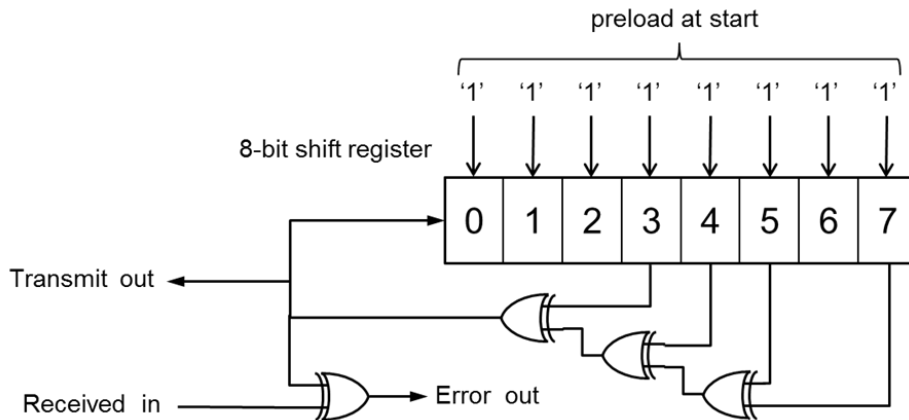 preload at start
‘1’ ‘1’ ‘1’ ‘1’ ‘1’ ‘1’ ‘1’ ‘1’
8-bit shift register
0 1 2 3 4 5 6 7
Transmit out
Received in
Error out